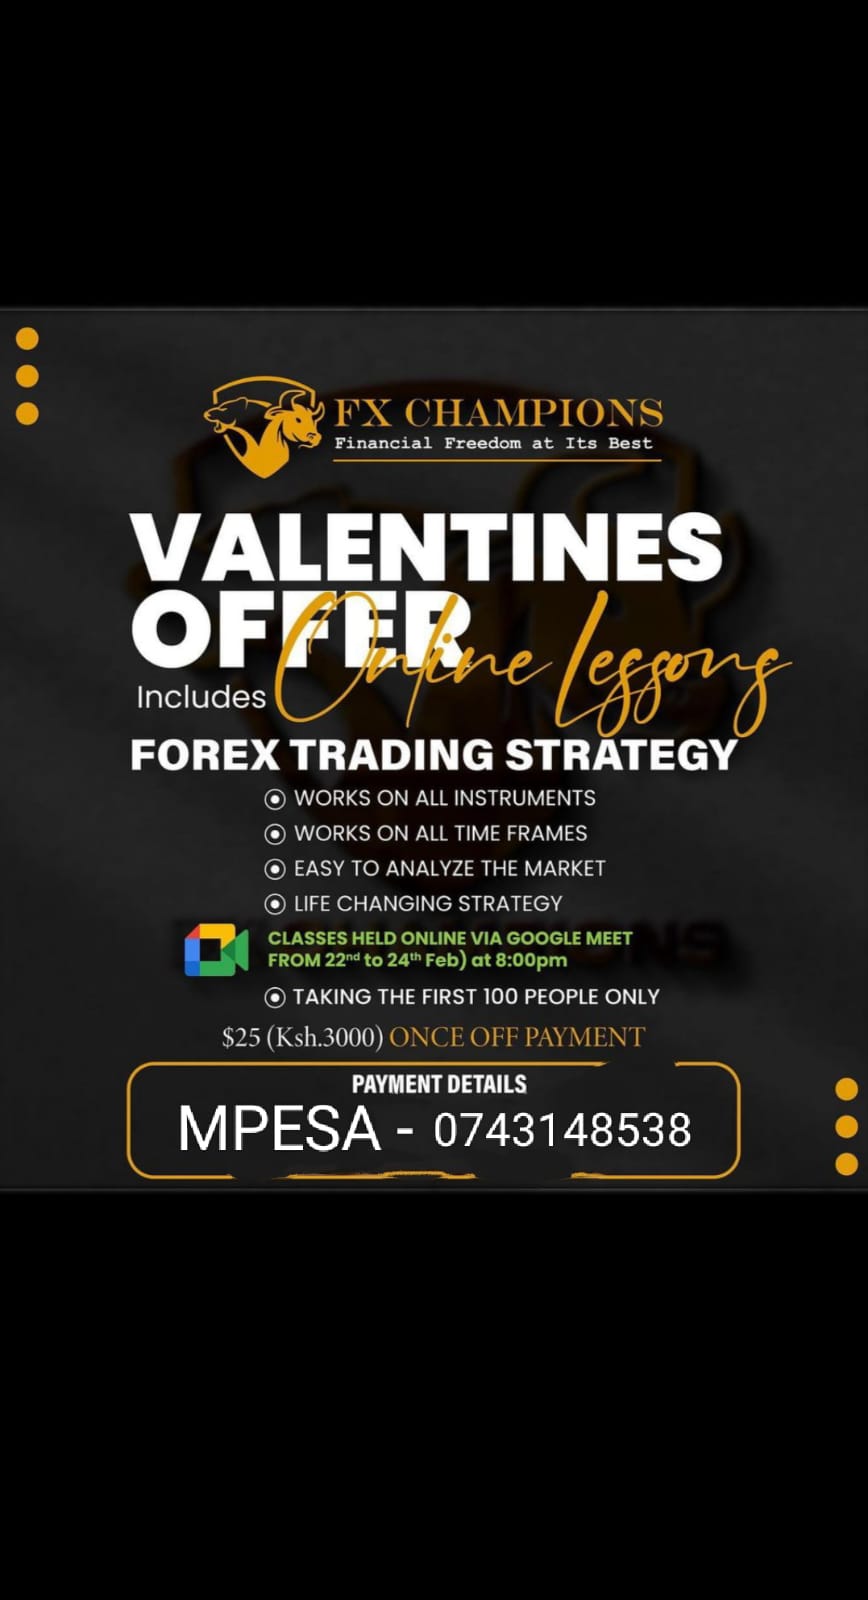 FX CHAMPIONS
Financial Freedom at Its Best
VALENTINES
OFFER Online Lessons
Includes
FOREX TRADING STRATEGY
WORKS ON ALL INSTRUMENTS
WORKS ON ALL TIME FRAMES
EASY TO ANALYZE THE MARKET
LIFE CHANGING STRATEGY
CLASSES HELD ONLINE VIA GOOGLE MEET
FROM 22nd to 24th Feb) at 8:00pm
TAKING THE FIRST 100 PEOPLE ONLY
$25 (Ksh.3000) ONCE OFF PAYMENT
PAYMENT DETAILS
MPESA - 0743148538